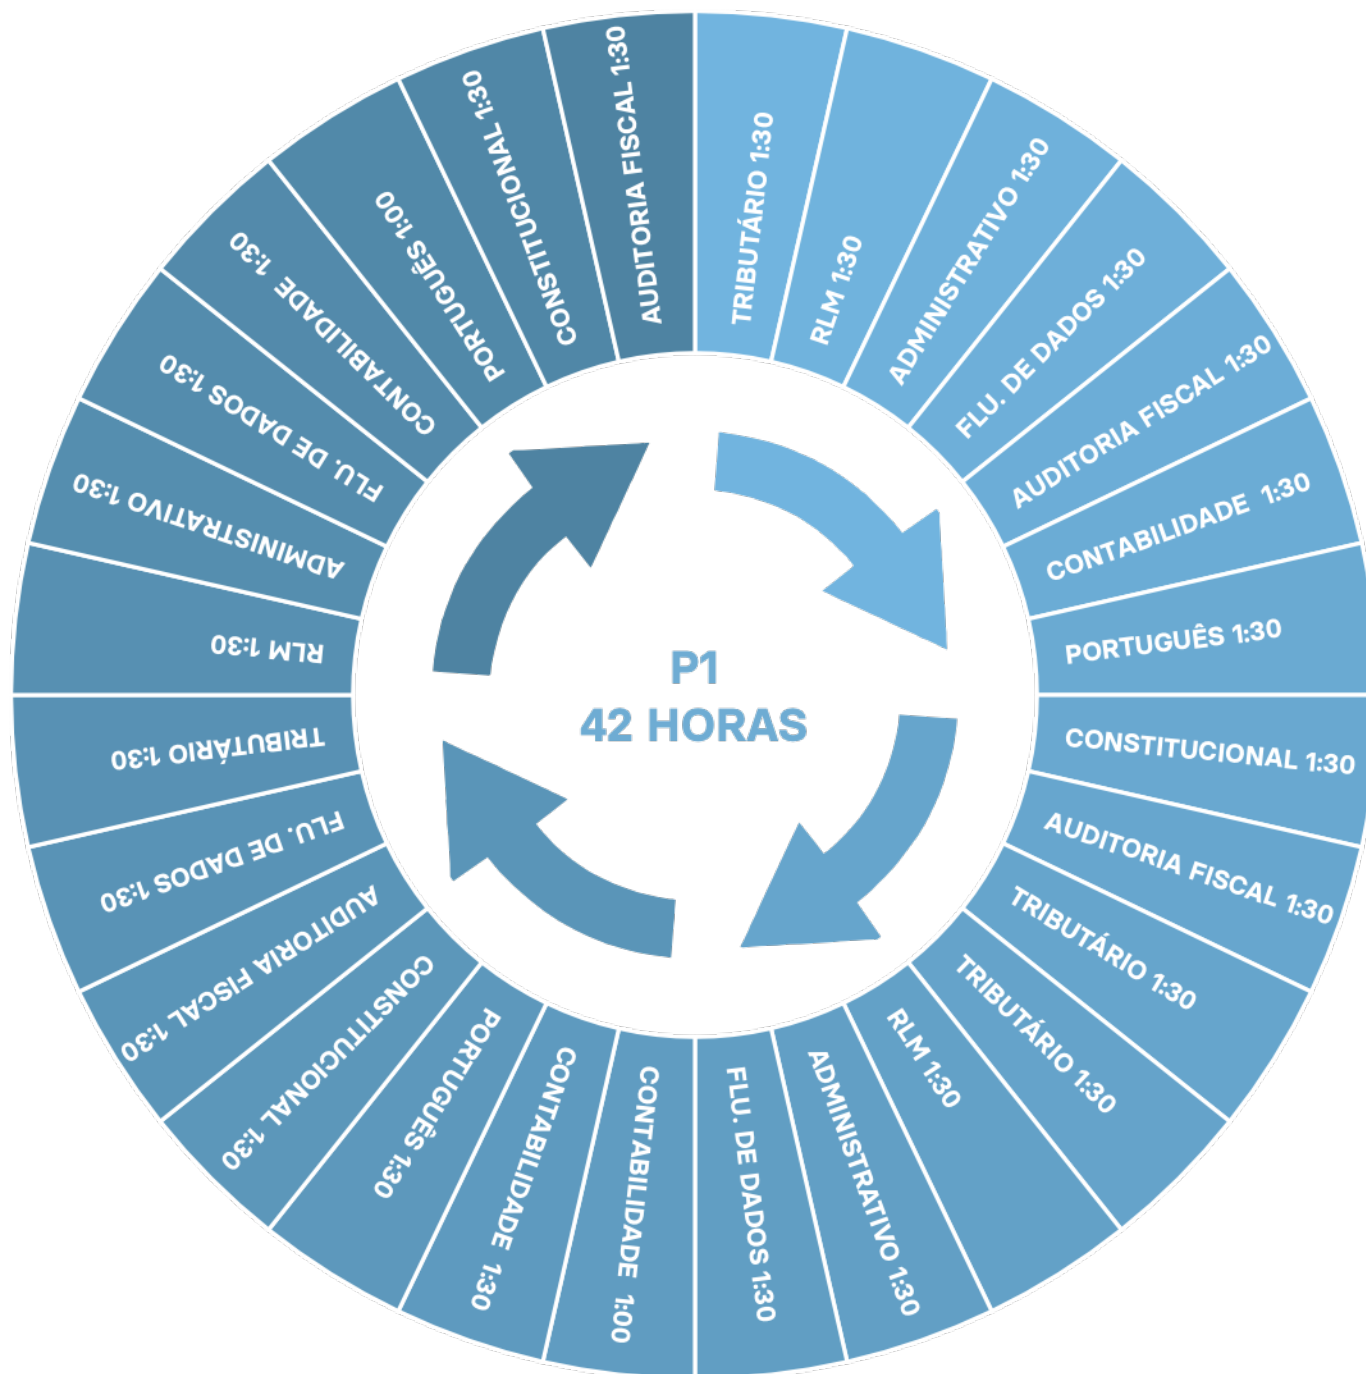 TRIBUTÁRIO 1:30
RLM 1:30
ADMINISTRATIVO 1:30
FLU. DE DADOS 1:30
AUDITORIA FISCAL 1:30
CONTABILIDADE 1:30
PORTUGUÊS 1:30
CONSTITUCIONAL 1:30
AUDITORIA FISCAL 1:30
TRIBUTÁRIO 1:30
TRIBUTÁRIO 1:30
RLM 1:30
ADMINISTRATIVO 1:30
FLU. DE DADOS 1:30
CONTABILIDADE 1:00
CONTABILIDADE 1:30
PORTUGUÊS 1:30
CONSTITUCIONAL 1:30
AUDITORIA FISCAL 1:30
FLU. DE DADOS 1:30
TRIBUTÁRIO 1:30
RLM 1:30
ADMINISTRATIVO 1:30
FLU. DE DADOS 1:30
CONTABILIDADE 1:30
PORTUGUÊS 1:00
CONSTITUCIONAL 1:30
AUDITORIA FISCAL 1:30
P1
42 HORAS